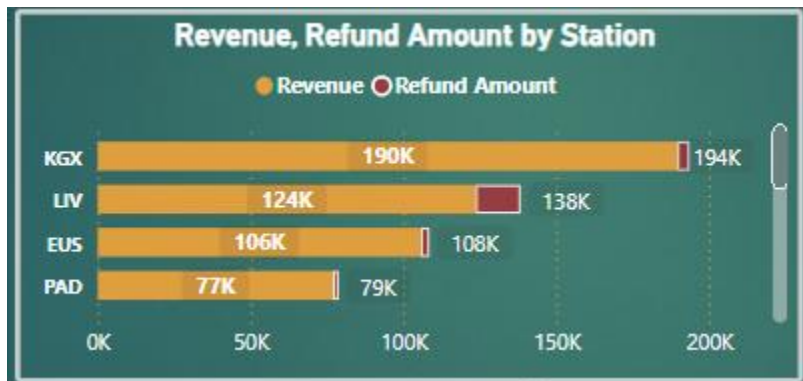 Revenue, Refund Amount by Station
Revenue Refund Amount
KGX 190K 194K
LIV 124K 138K
EUS 106K 108K
PAD 77K 79K
0K 50K 100K 150K 200K